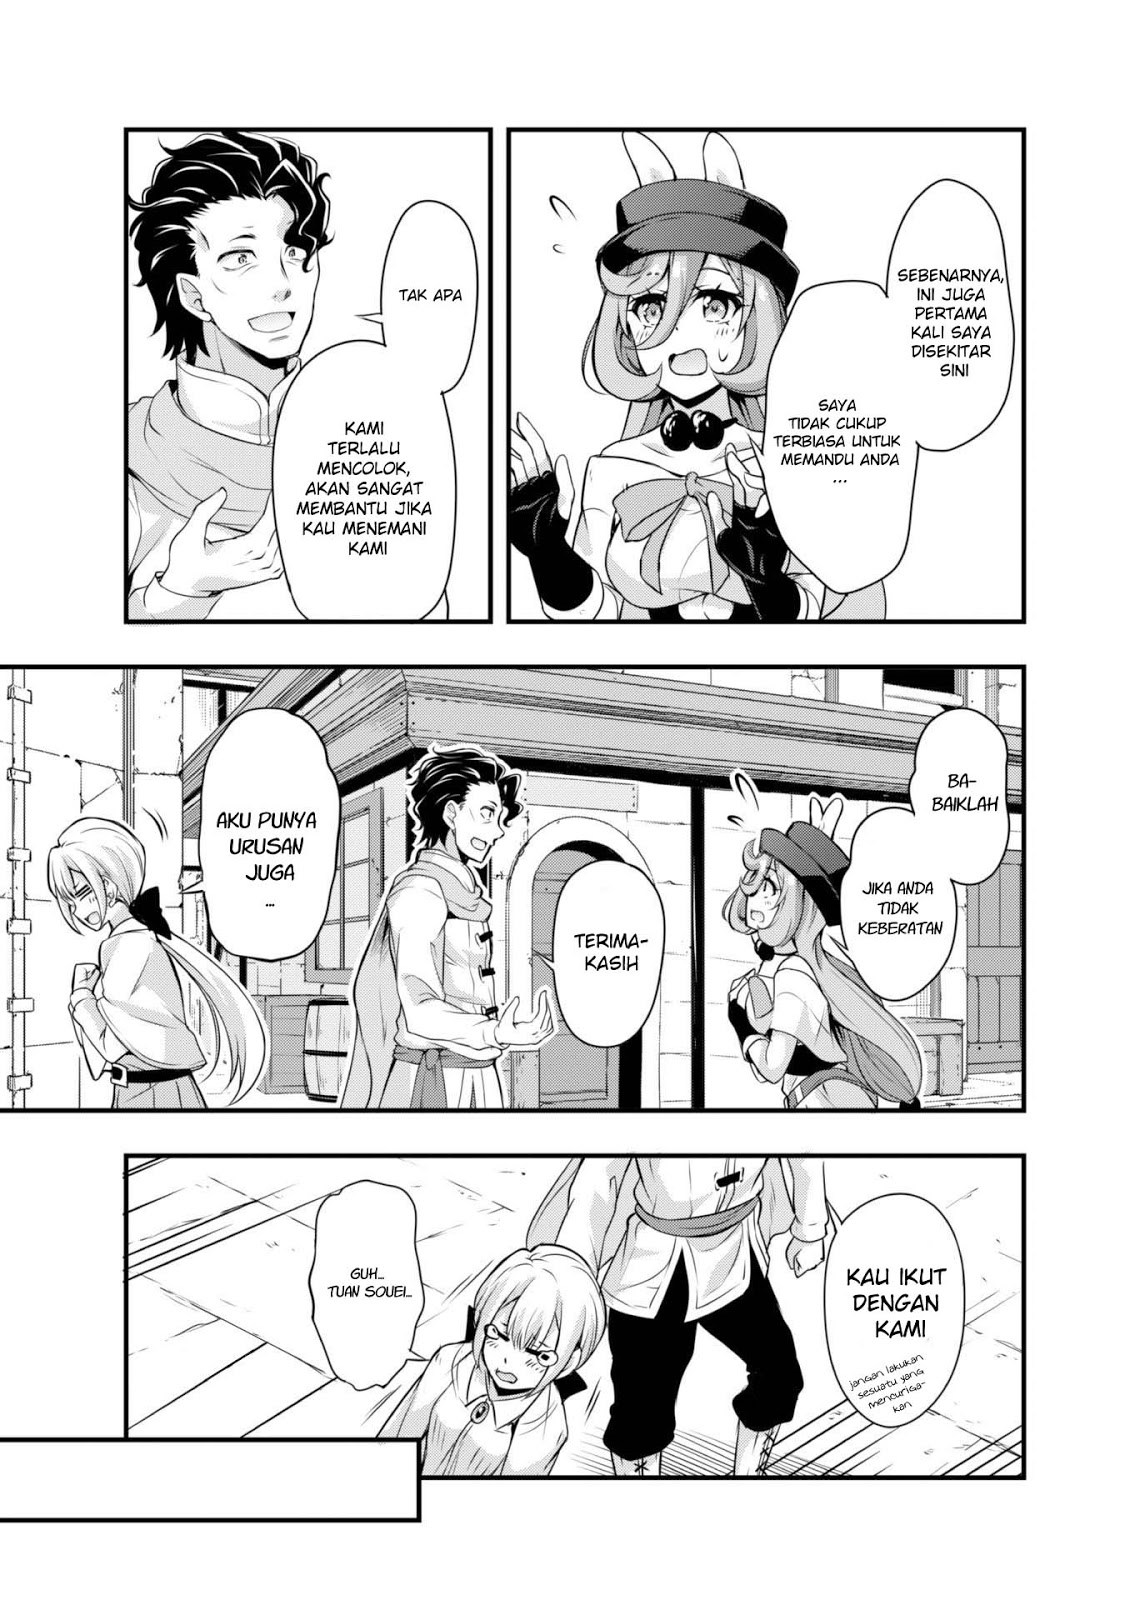 SEBENARNYA,
INI JUGA
PERTAMA
KALI SAYA
DISEKITAR
SINI
SAYA
TIDAK CUKUP
TERBIASA UNTUK
MEMANDU ANDA
...
TAK APA
KAMI
TERLALU
MENCOLOK,
AKAN SANGAT
MEMBANTU JIKA
KAU MENEMANI
KAMI
BA-
BAIKLAH
JIKA ANDA
TIDAK
KEBERATAN
TERIMA-
KASIH
AKU PUNYA
URUSAN
JUGA
...
KAU IKUT
DENGAN
KAMI
jangan lakukan
sesuatu yang
mencuriga-
kan
GUH...
TUAN SOUEI...